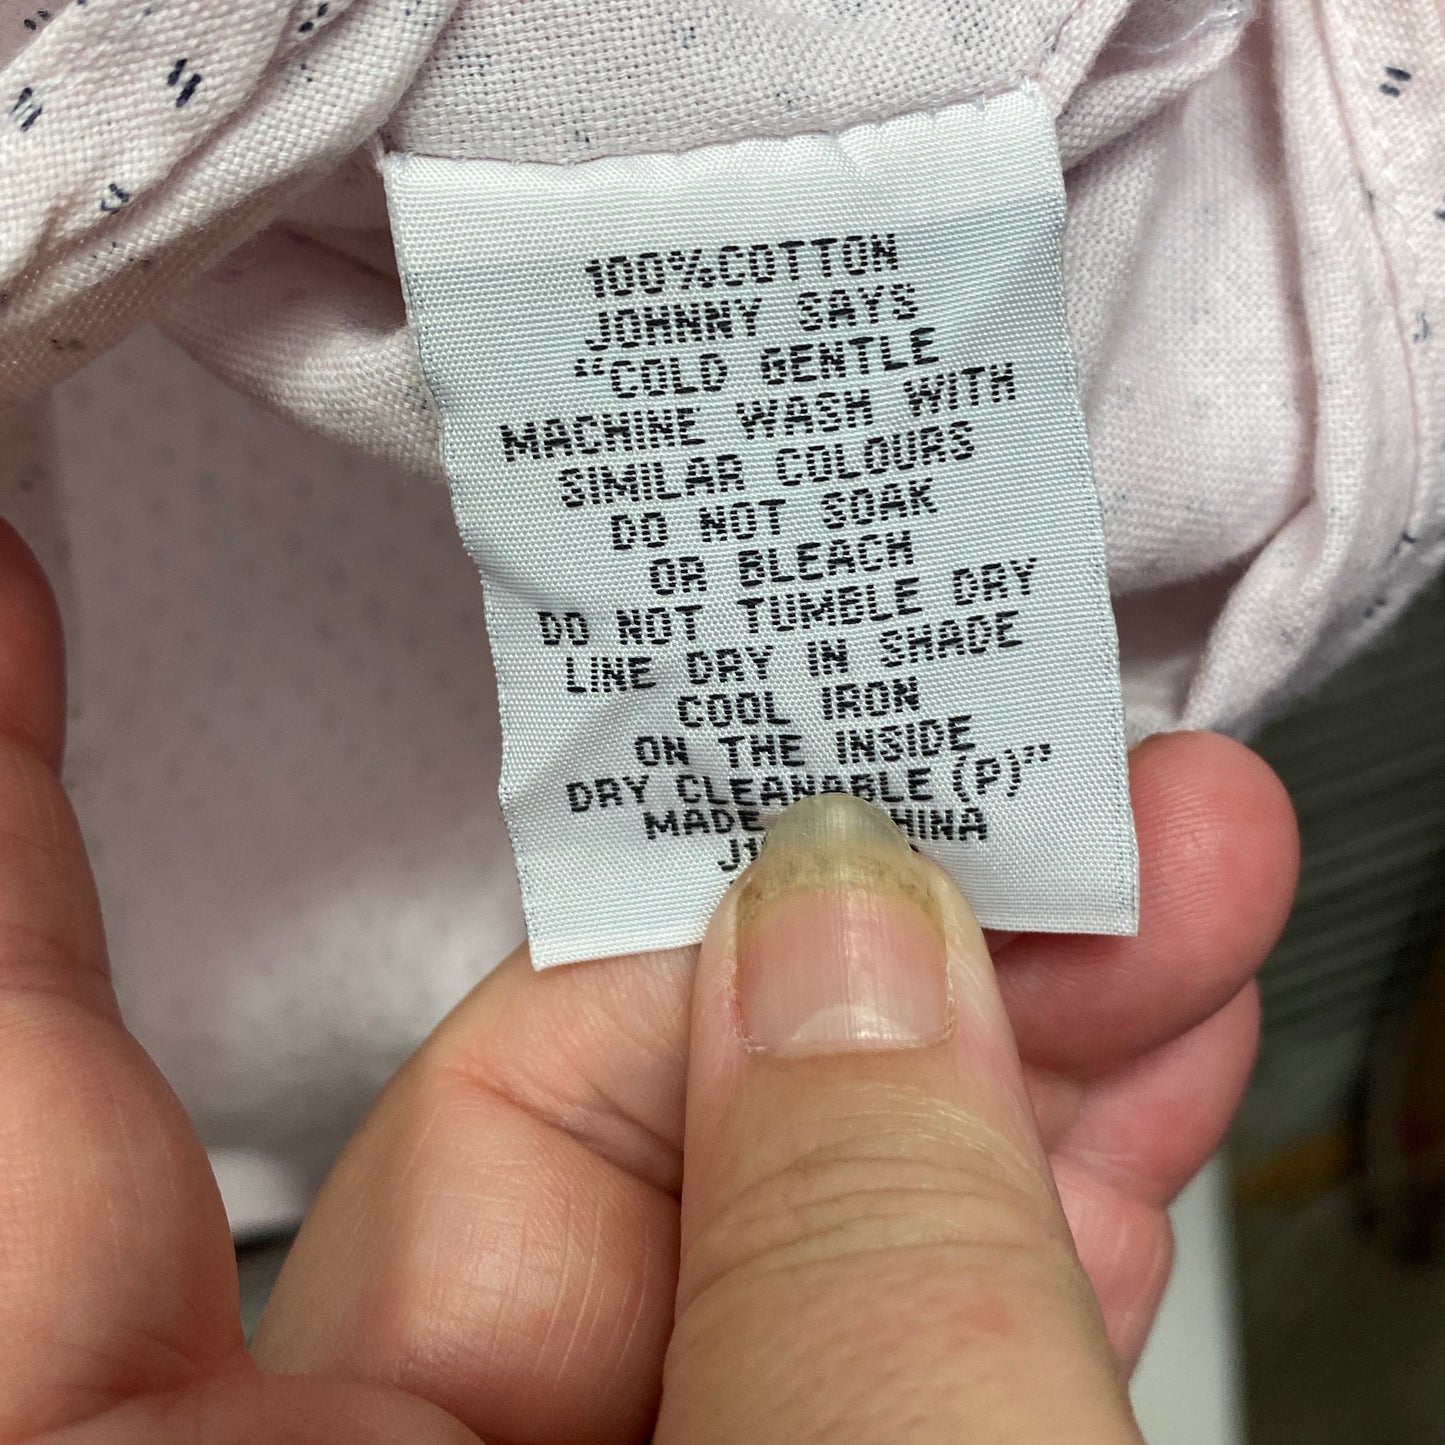 100%COTTON
JOHNNY SAYS
“COLD GENTLE
MACHINE WASH WITH
SIMILAR COLOURS
DO NOT SOAK
OR BLEACH
DO NOT TUMBLE DRY
LINE DRY IN SHADE
COOL IRON
ON THE INSIDE
DRY CLEANABLE (P)”
MADE